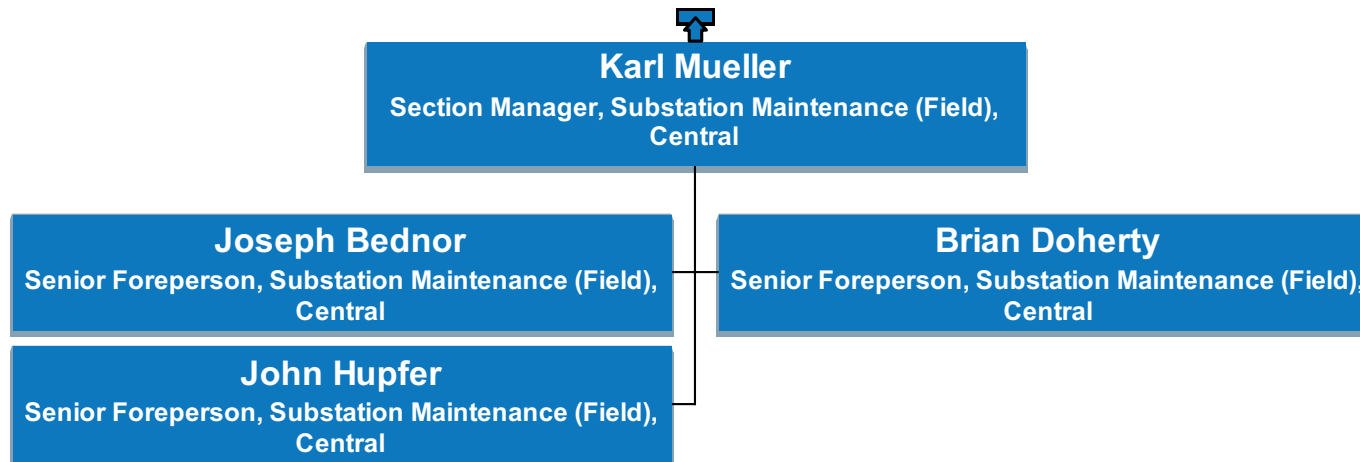 Karl Mueller
Section Manager, Substation Maintenance (Field),
Central
Joseph Bednor
Senior Foreperson, Substation Maintenance (Field),
Central
Brian Doherty
Senior Foreperson, Substation Maintenance (Field),
Central
John Hupfer
Senior Foreperson, Substation Maintenance (Field),
Central